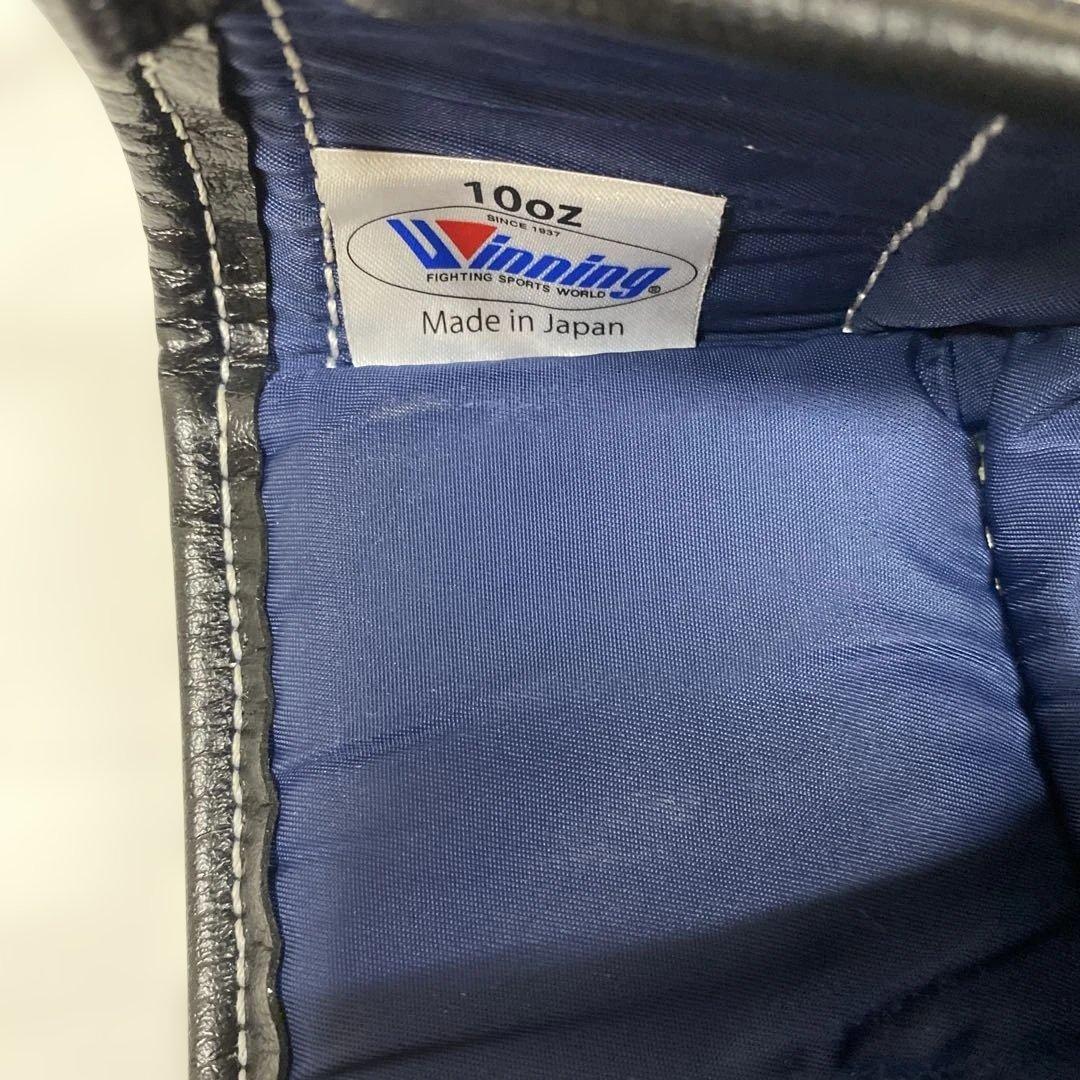 10oz
SINCE 1937
Winning
FIGHTING SPORTS WORLD ®
Made in Japan